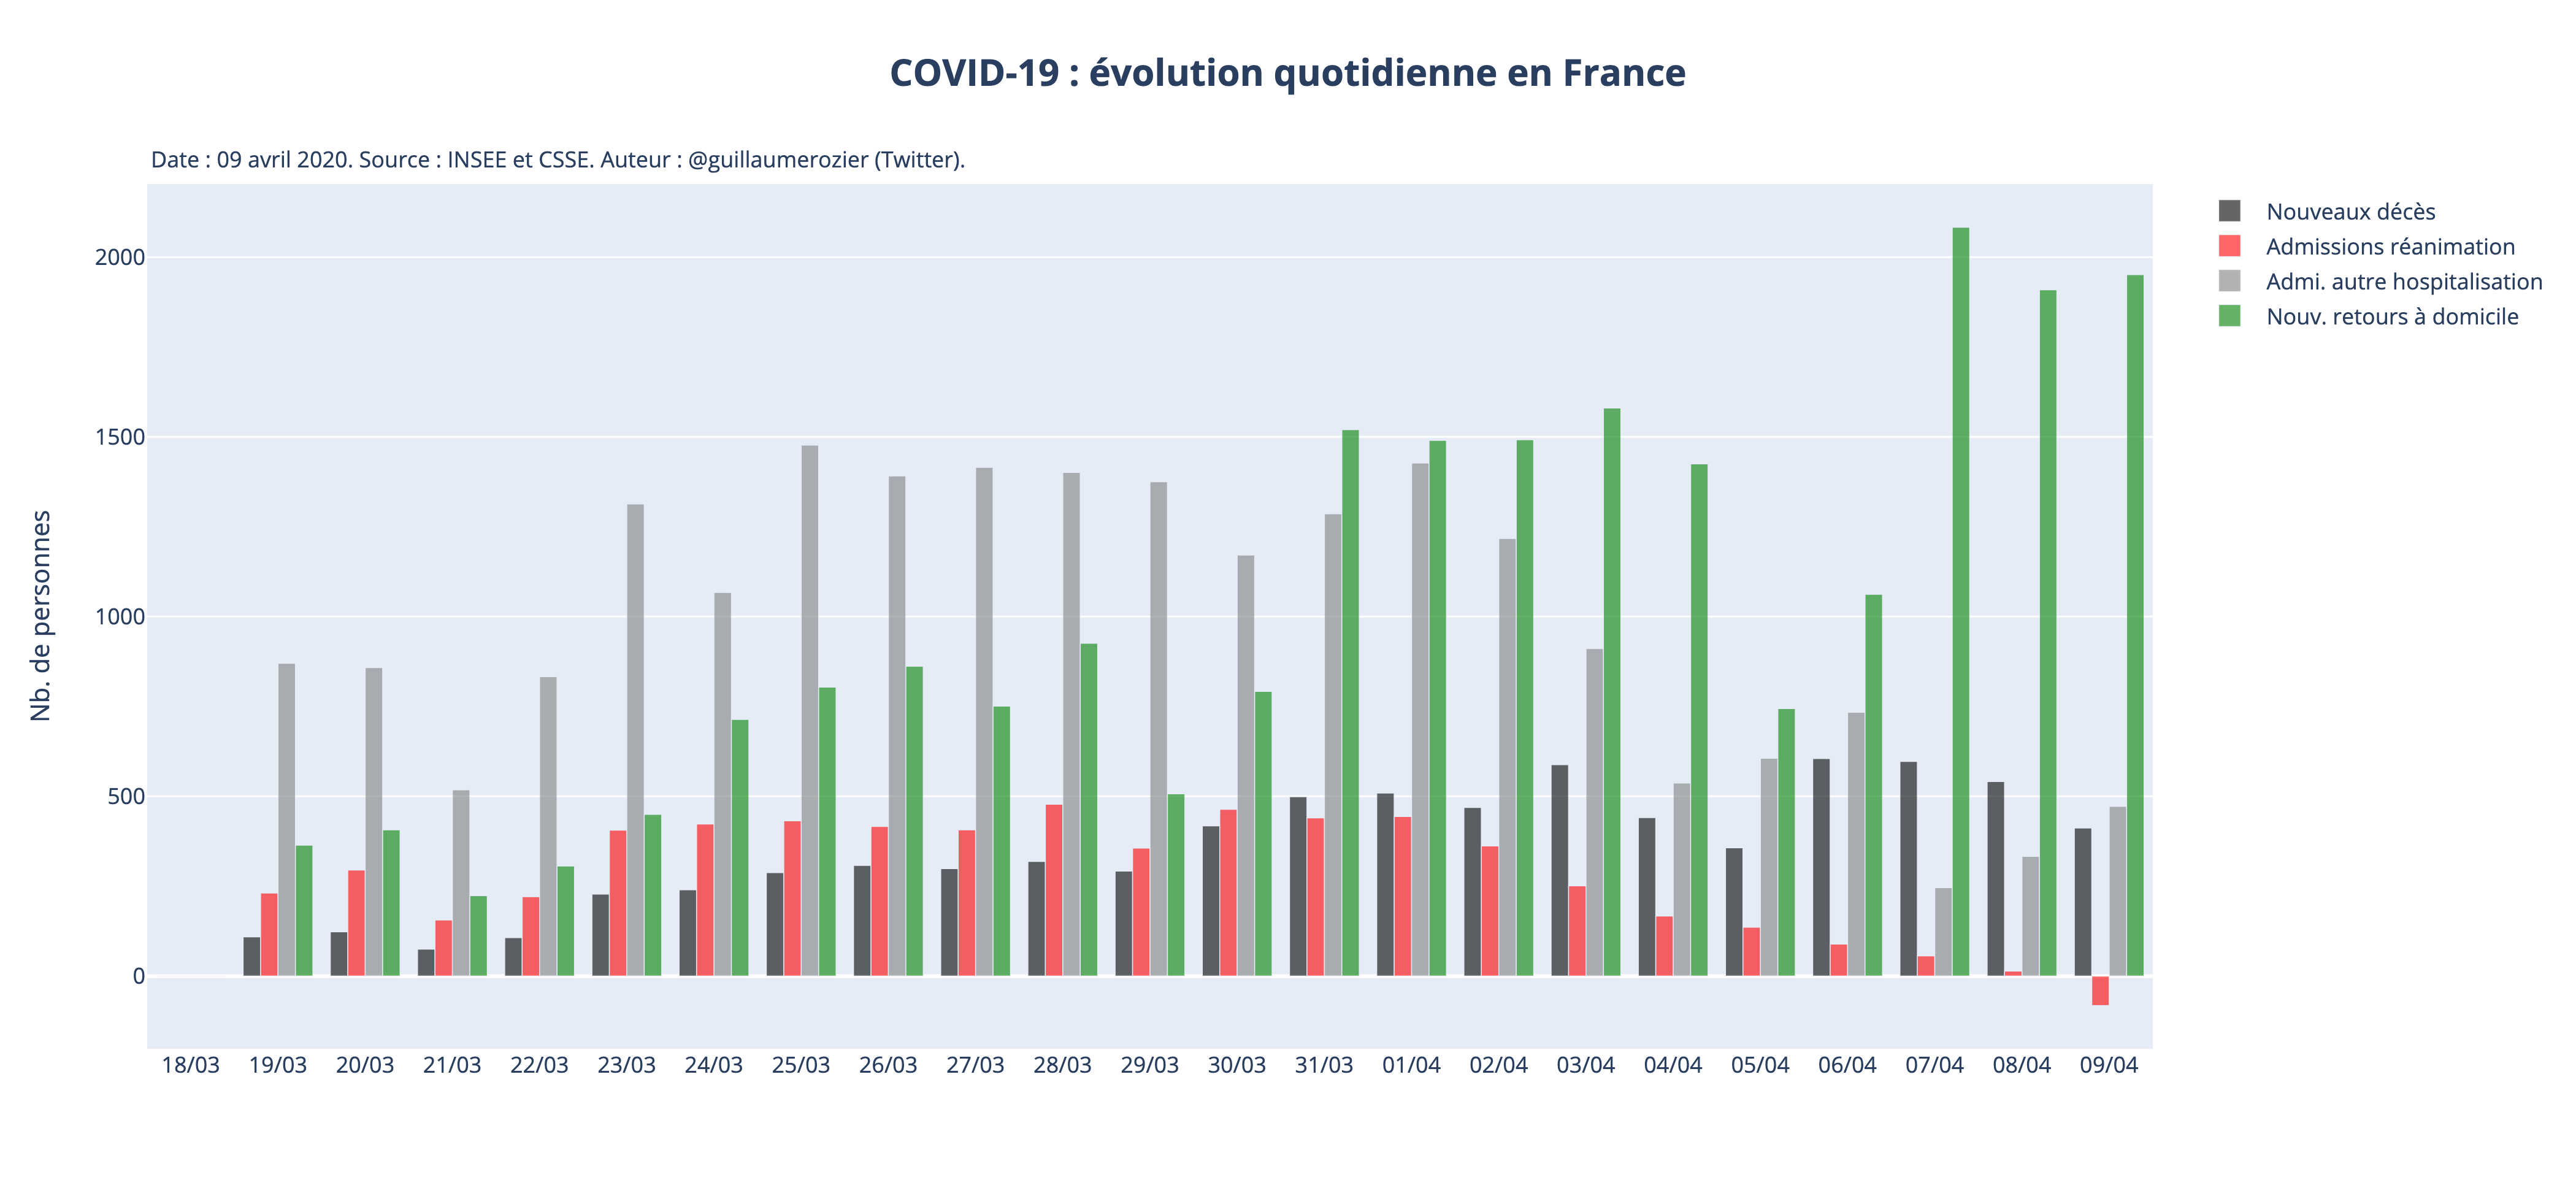 COVID-19 : évolution quotidienne en France
Date : 09 avril 2020. Source : INSEE et CSSE. Auteur : @guillaumerozier (Twitter).
Nouveaux décès
Admissions réanimation
Admi. autre hospitalisation
Nouv. retours à domicile
Nb. de personnes
2000
1500
1000
500
0
18/03 19/03 20/03 21/03 22/03 23/03 24/03 25/03 26/03 27/03 28/03 29/03 30/03 31/03 01/04 02/04 03/04 04/04 05/04 06/04 07/04 08/04 09/04